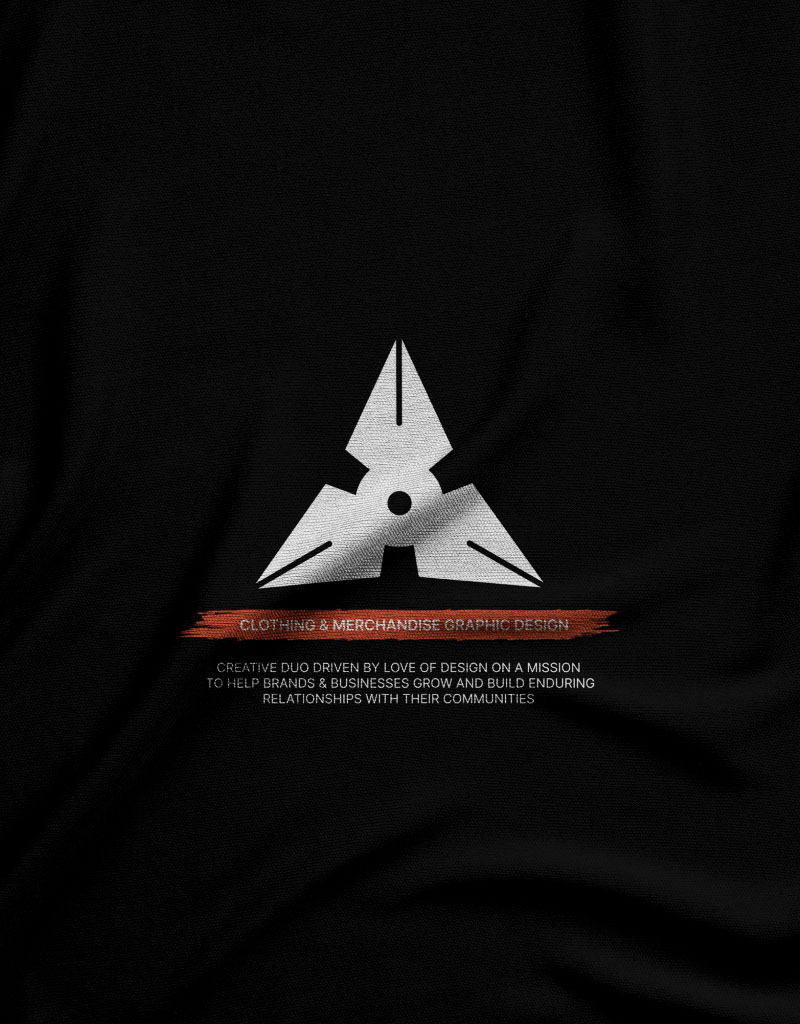 CLOTHING & MERCHANDISE GRAPHIC DESIGN
CREATIVE DUO DRIVEN BY LOVE OF DESIGN ON A MISSION
TO HELP BRANDS & BUSINESSES GROW AND BUILD ENDURING
RELATIONSHIPS WITH THEIR COMMUNITIES